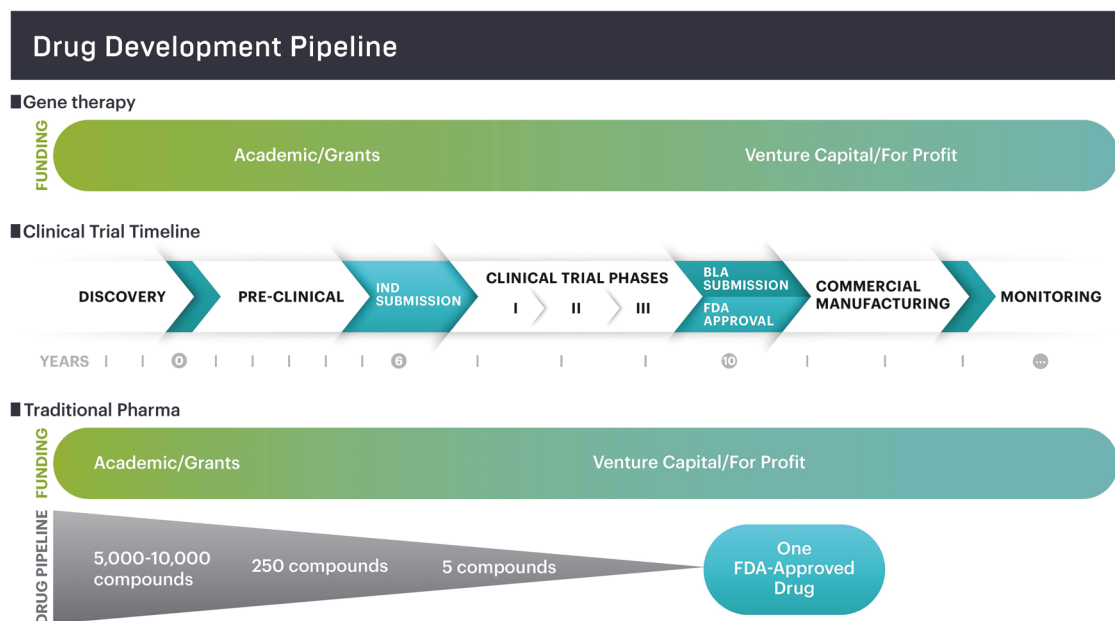 Drug Development Pipeline
Gene therapy
FUNDING
Academic/Grants
Venture Capital/For Profit
Clinical Trial Timeline
DISCOVERY
PRE-CLINICAL
IND
SUBMISSION
CLINICAL TRIAL PHASES
I
II
III
BLA
SUBMISSION
FDA
APPROVAL
COMMERCIAL
MANUFACTURING
MONITORING
YEARS
0
6
10
...
Traditional Pharma
FUNDING
Academic/Grants
Venture Capital/For Profit
DRUG PIPELINE
5,000-10,000
compounds
250 compounds
5 compounds
One
FDA-Approved
Drug